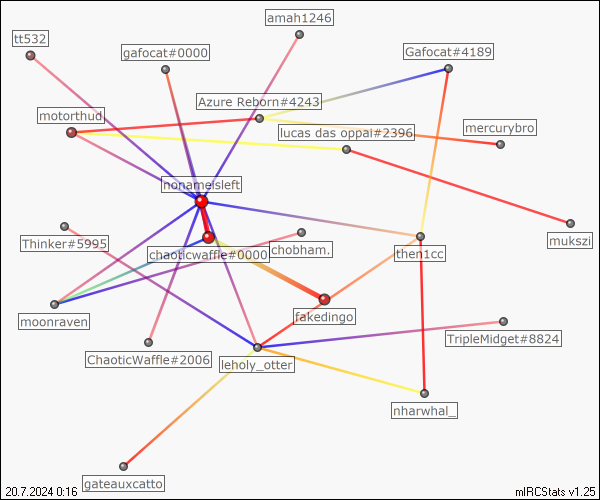 amah1246
tt532
gafocat#0000
Gafocat#4189
Azure Reborn#4243
motorthud
mercurybro
lucas das oppai#2396
nonameisleft
Thinker#5995
mukszi
chaoticwaffle#0000
chobham.
then1cc
moonraven
fakedingo
TripleMidget#8824
ChaoticWaffle#2006
leholy_otter
nharwhal_
gateauxcatto
20.7.2024 0:16
mIRCStats v1.25